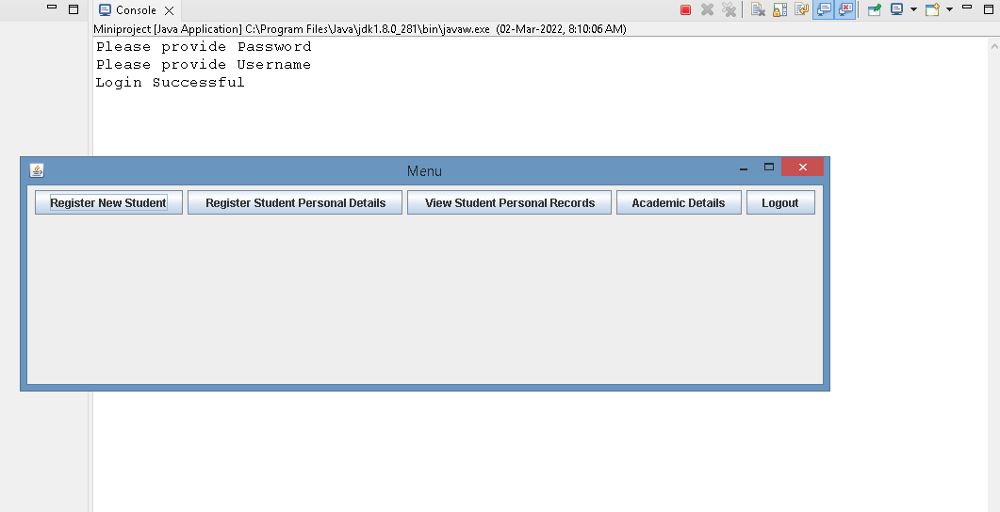 Console
Miniproject [Java Application] C:\Program Files\Java\jdk1.8.0_281\bin\javaw.exe (02-Mar-2022, 8:10:06 AM)
Please provide Password
Please provide Username
Login Successful
Menu
Register New Student Register Student Personal Details View Student Personal Records Academic Details Logout